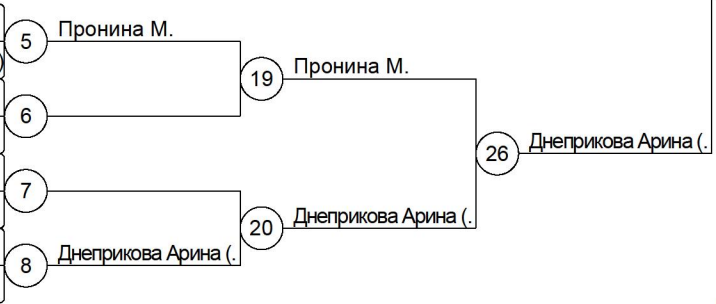 5 Пронина М.
19 Пронина М.
6
26 Днеприкова Арина (.
7
20 Днеприкова Арина (.
8 Днеприкова Арина (.